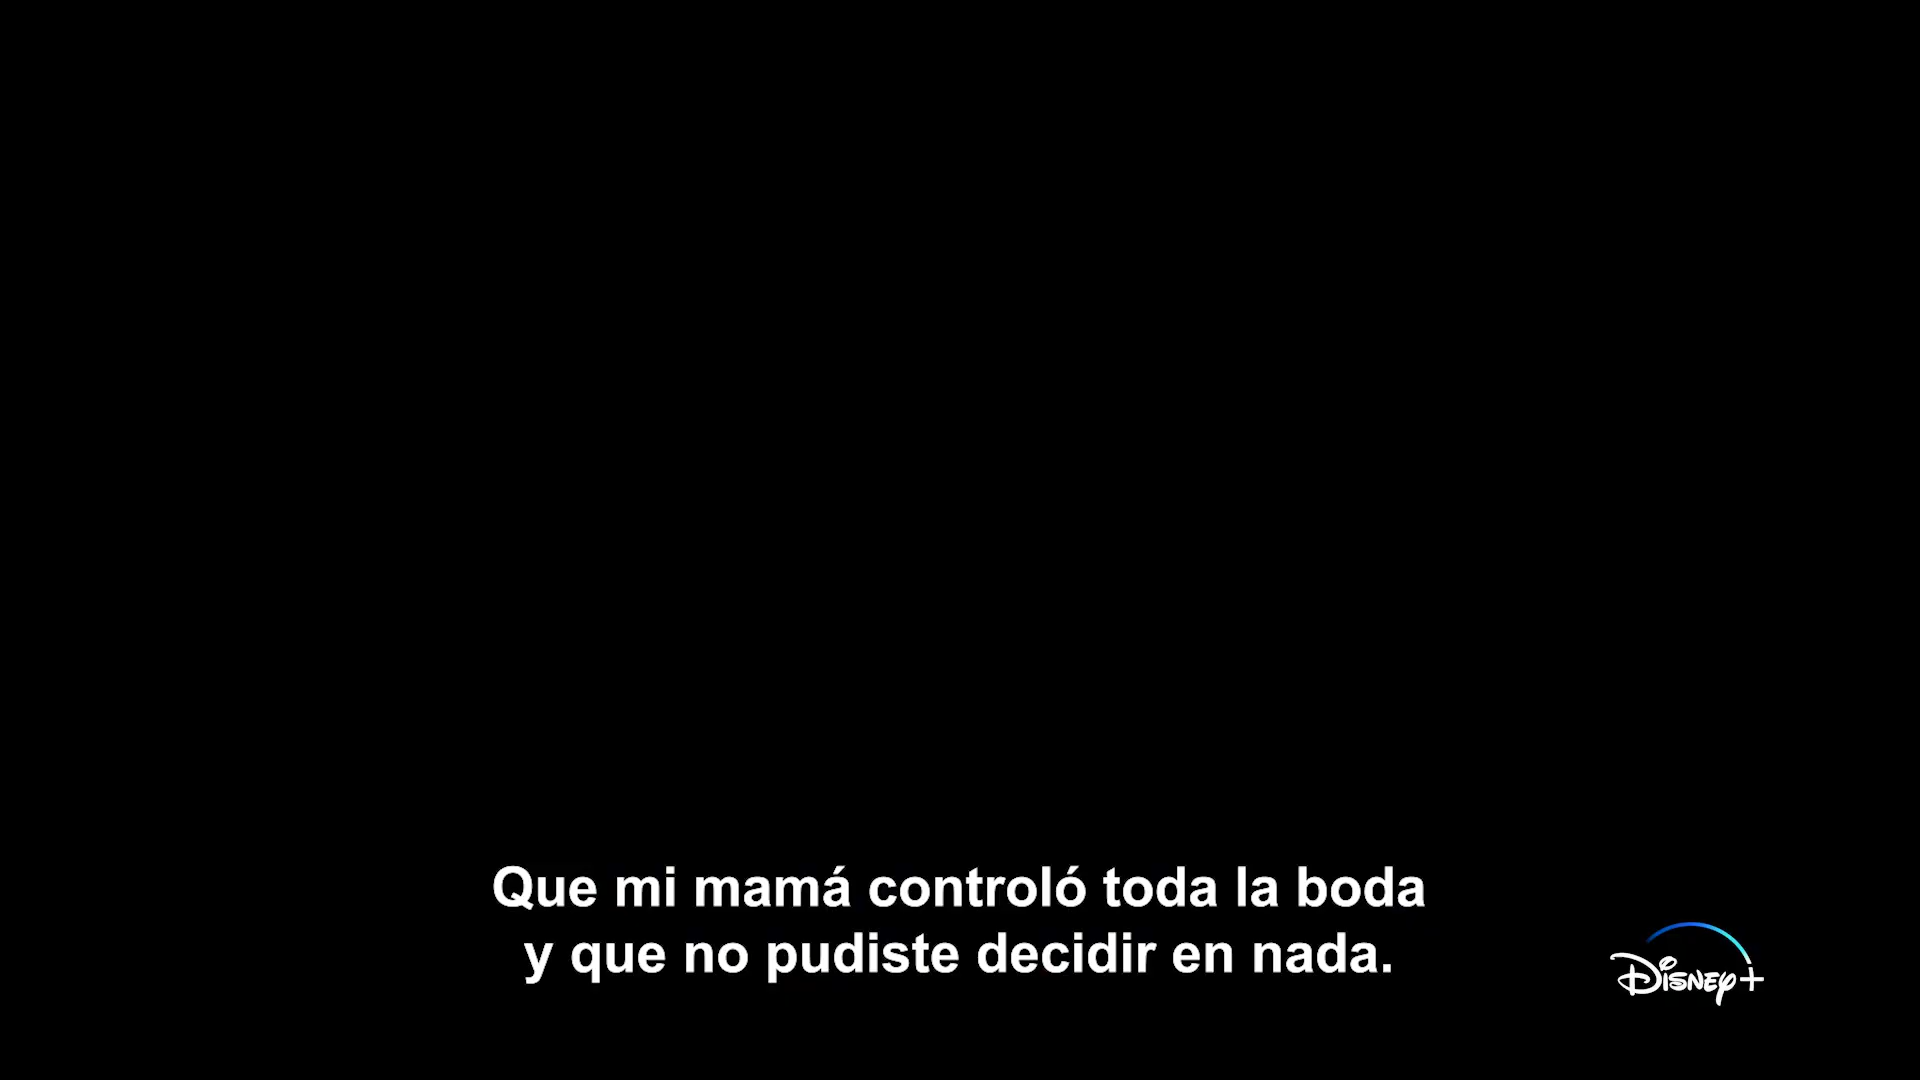 Que mi mamá controló toda la boda
y que no pudiste decidir en nada.
Disney+